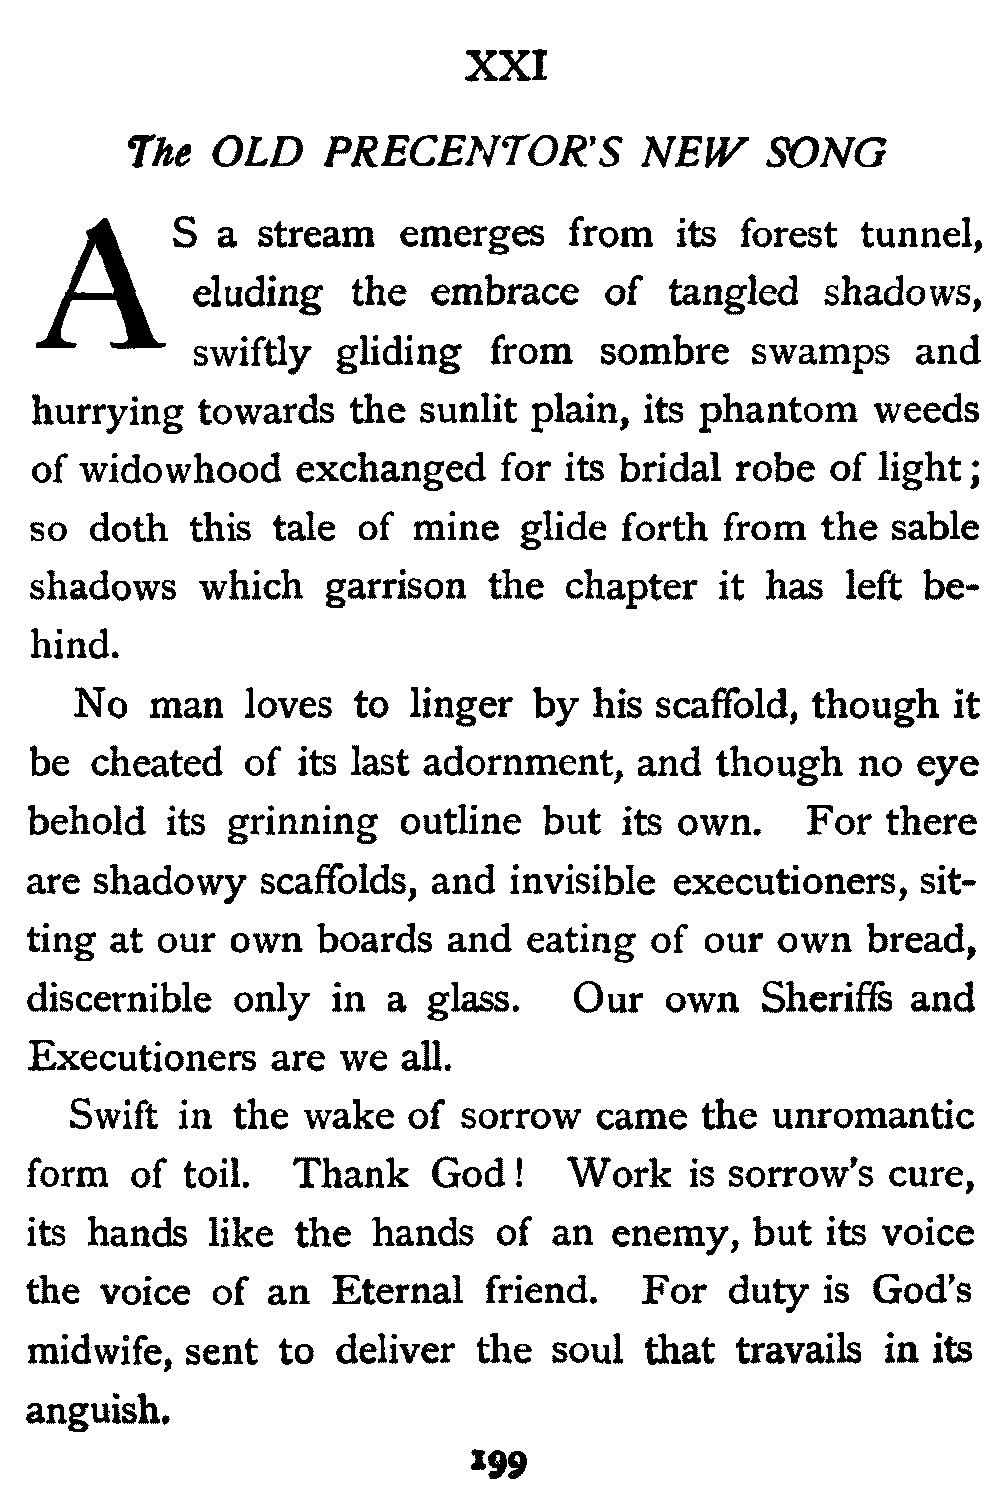 XXI
The OLD PRECENTOR'S NEW SONG
AS a stream emerges from its forest tunnel,
eluding the embrace of tangled shadows,
swiftly gliding from sombre swamps and
hurrying towards the sunlit plain, its phantom weeds
of widowhood exchanged for its bridal robe of light;
so doth this tale of mine glide forth from the sable
shadows which garrison the chapter it has left be-
hind.
No man loves to linger by his scaffold, though it
be cheated of its last adornment, and though no eye
behold its grinning outline but its own. For there
are shadowy scaffolds, and invisible executioners, sit-
ting at our own boards and eating of our own bread,
discernible only in a glass. Our own Sheriffs and
Executioners are we all.
Swift in the wake of sorrow came the unromantic
form of toil. Thank God! Work is sorrow's cure,
its hands like the hands of an enemy, but its voice
the voice of an Eternal friend. For duty is God's
midwife, sent to deliver the soul that travails in its
anguish.
199